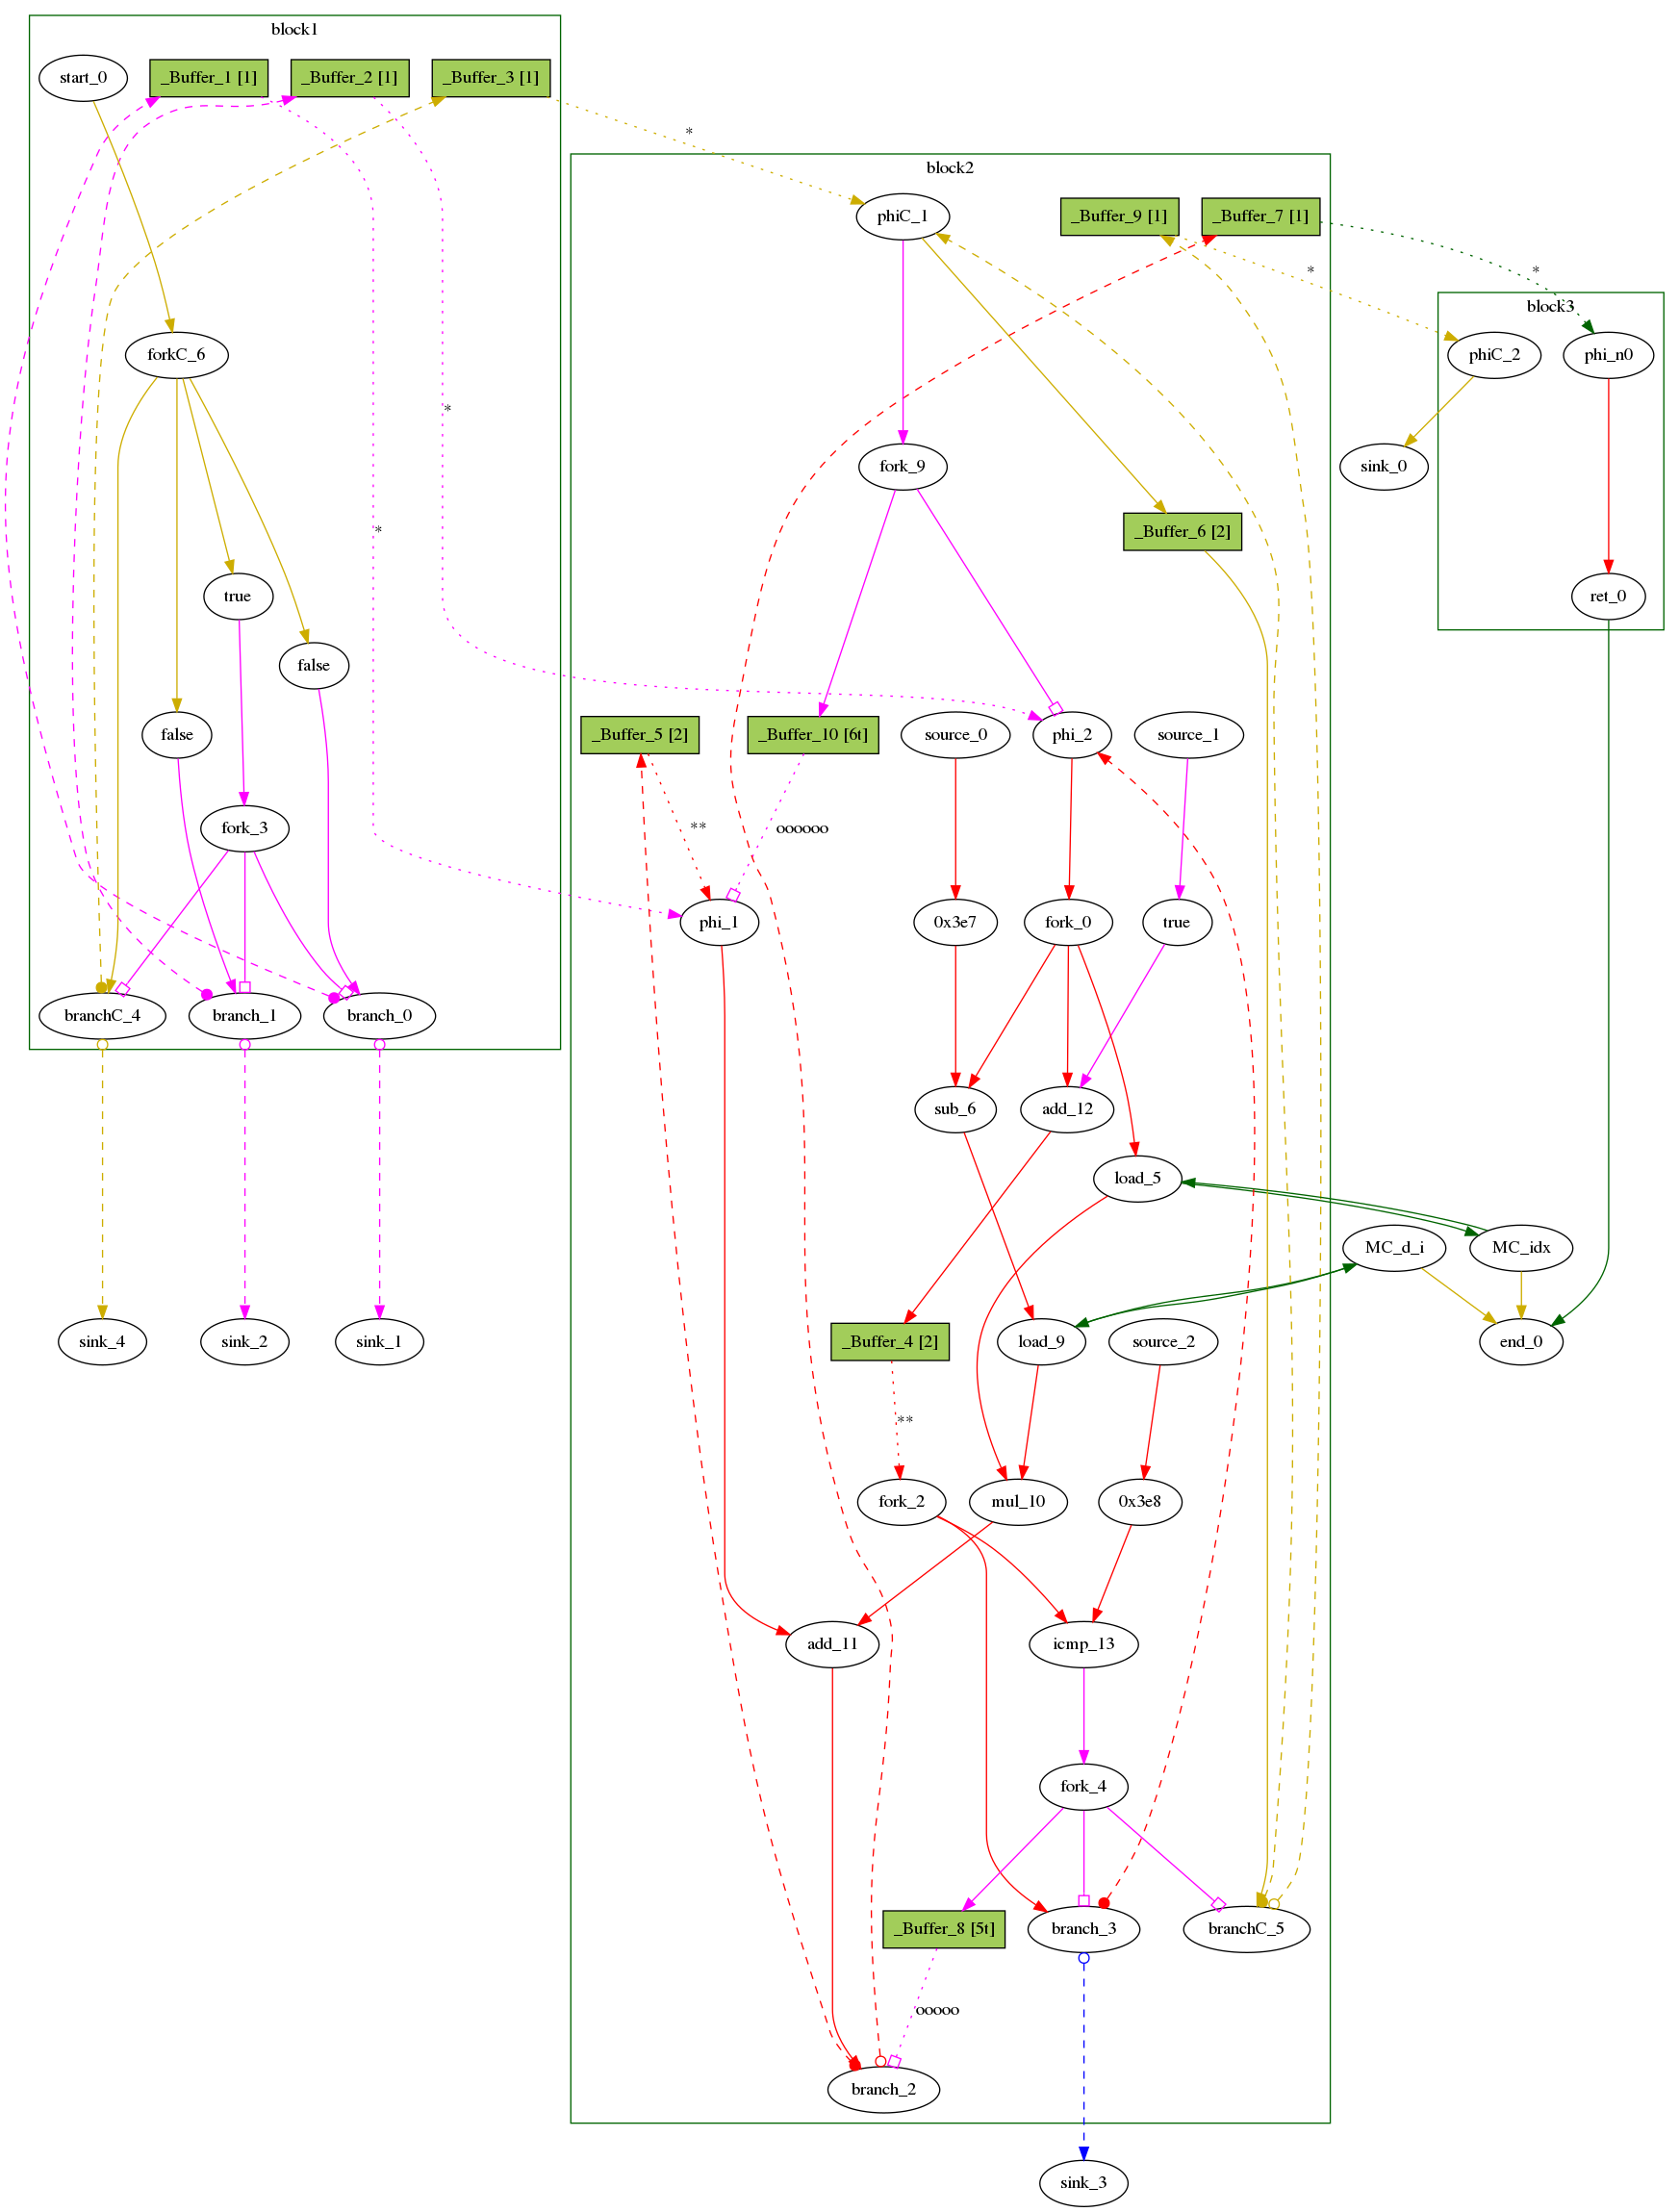 block1
start_0
_Buffer_1 [1]
_Buffer_2 [1]
_Buffer_3 [1]
*
block2
phiC_1
_Buffer_9 [1]
_Buffer_7 [1]
*
*
block3
forkC_6
phiC_2
phi_n0
*
fork_9
sink_0
*
_Buffer_6 [2]
true
ret_0
false
false
_Buffer_5 [2]
_Buffer_10 [6t]
source_0
phi_2
source_1
fork_3
**
oooooo
phi_1
0x3e7
fork_0
true
branchC_4
branch_1
branch_0
sub_6
add_12
load_5
MC_d_i
MC_idx
sink_4
sink_2
sink_1
_Buffer_4 [2]
load_9
source_2
end_0
**
fork_2
mul_10
0x3e8
add_11
icmp_13
fork_4
_Buffer_8 [5t]
branch_3
branchC_5
ooooo
branch_2
sink_3